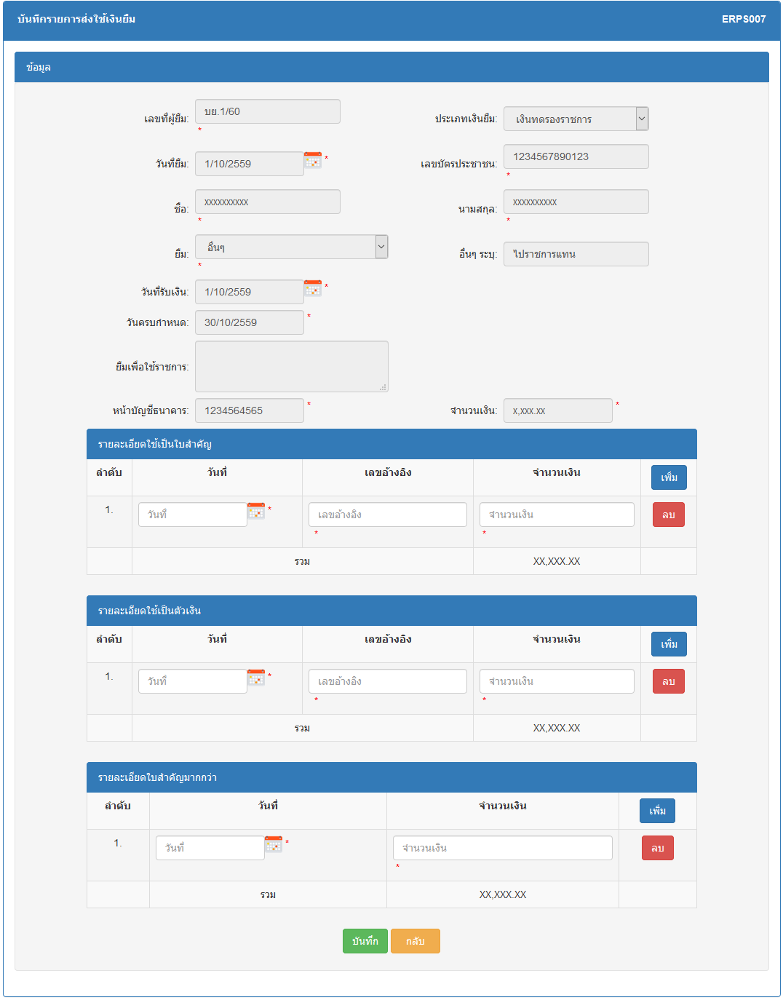 บันทึกรายการส่งใช้เงินยืม ERPS007
ข้อมูล
เลขที่ผู้ยืม: บย.1/60 * ประเภทเงินยืม: เงินทดรองราชการ
วันที่ยืม: 1/10/2559 * เลขบัตรประชาชน: 1234567890123 *
ชื่อ: xxxxxxxxxx * นามสกุล: xxxxxxxxxx *
ยืม: อื่นๆ * อื่นๆ ระบุ: ไปราชการแทน
วันที่รับเงิน: 1/10/2559 *
วันครบกำหนด: 30/10/2559 *
ยืมเพื่อใช้ราชการ:
หน้าบัญชีธนาคาร: 1234564565 * จำนวนเงิน: x,xxx.xx *
รายละเอียดใช้เป็นใบสำคัญ
ลำดับ วันที่ เลขอ้างอิง จำนวนเงิน เพิ่ม
1. วันที่ * เลขอ้างอิง * จำนวนเงิน * ลบ
รวม XX,XXX.XX
รายละเอียดใช้เป็นตัวเงิน
ลำดับ วันที่ เลขอ้างอิง จำนวนเงิน เพิ่ม
1. วันที่ * เลขอ้างอิง * จำนวนเงิน * ลบ
รวม XX,XXX.XX
รายละเอียดใบสำคัญมากกว่า
ลำดับ วันที่ จำนวนเงิน เพิ่ม
1. วันที่ * จำนวนเงิน * ลบ
รวม XX,XXX.XX
บันทึก กลับ